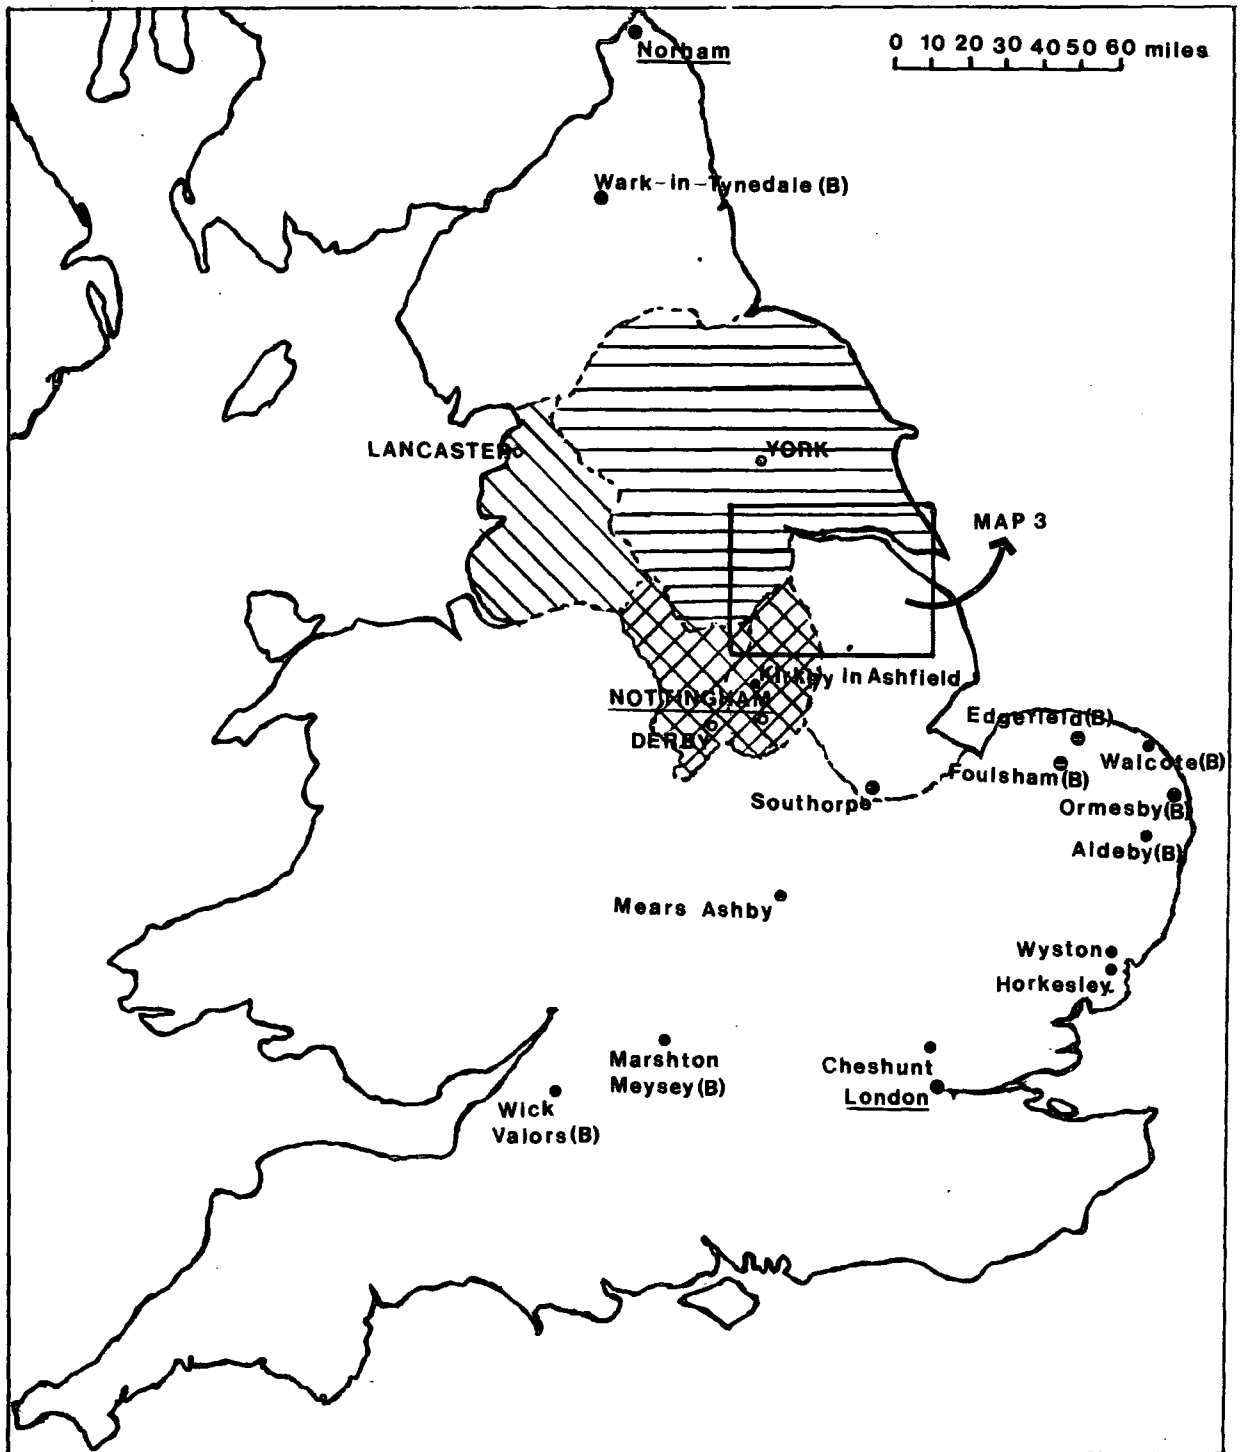 Norham
0 10 20 30 40 50 60 miles
Wark-in-Tynedale (B)
LANCASTER
YORK
MAP 3
Kirkby in Ashfield
NOTTINGHAM
DERBY
Edgefield (B)
Walcote (B)
Foulsham (B)
Southorpe
Ormesby (B)
Aldeby (B)
Mears Ashby
Wyston
Horkesley
Marshton
Meysey (B)
Cheshunt
London
Wick
Valors (B)